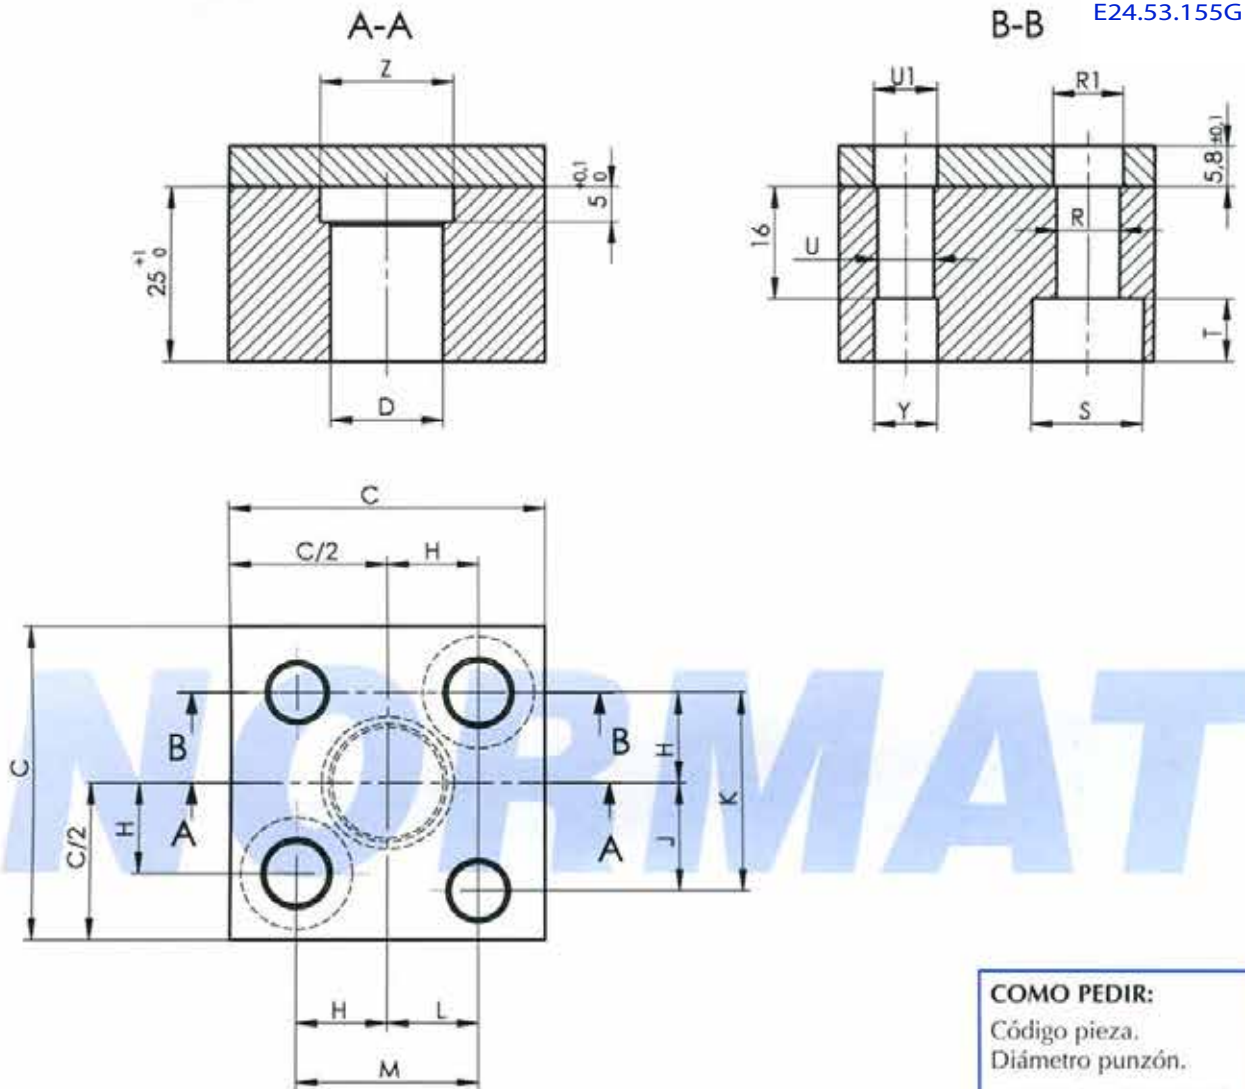 A-A
B-B
E24.53.155G
Z
U1
R1
5 +0,1 0
5,8 ±0,1
25 +1 0
16
U
R
T
D
Y
S
C
C/2
H
B
B
C
H
K
A
A
C/2
H
J
H
L
M
NORMAT
COMO PEDIR:
Código pieza.
Diámetro punzón.